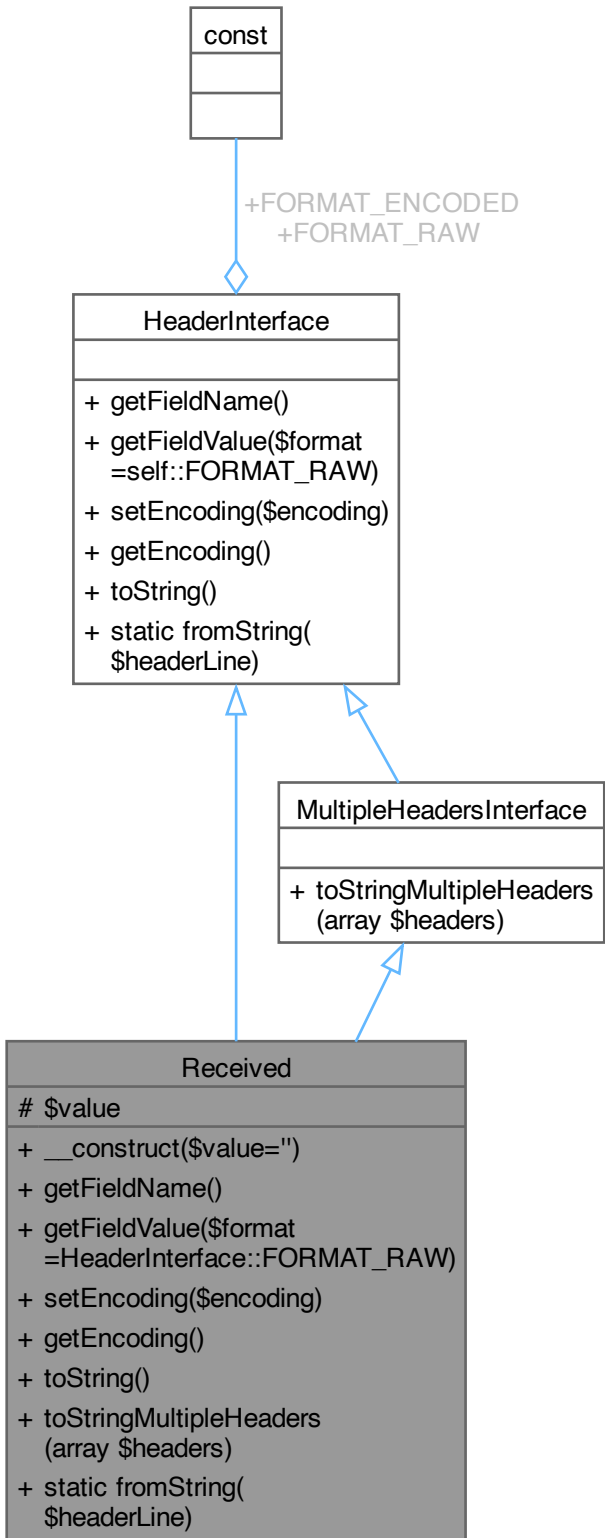 const
+FORMAT_ENCODED
+FORMAT_RAW
HeaderInterface
+ getFieldName()
+ getFieldValue($format
=self::FORMAT_RAW)
+ setEncoding($encoding)
+ getEncoding()
+ toString()
+ static fromString(
$headerLine)
MultipleHeadersInterface
+ toStringMultipleHeaders
(array $headers)
Received
# $value
+ __construct($value='')
+ getFieldName()
+ getFieldValue($format
=HeaderInterface::FORMAT_RAW)
+ setEncoding($encoding)
+ getEncoding()
+ toString()
+ toStringMultipleHeaders
(array $headers)
+ static fromString(
$headerLine)